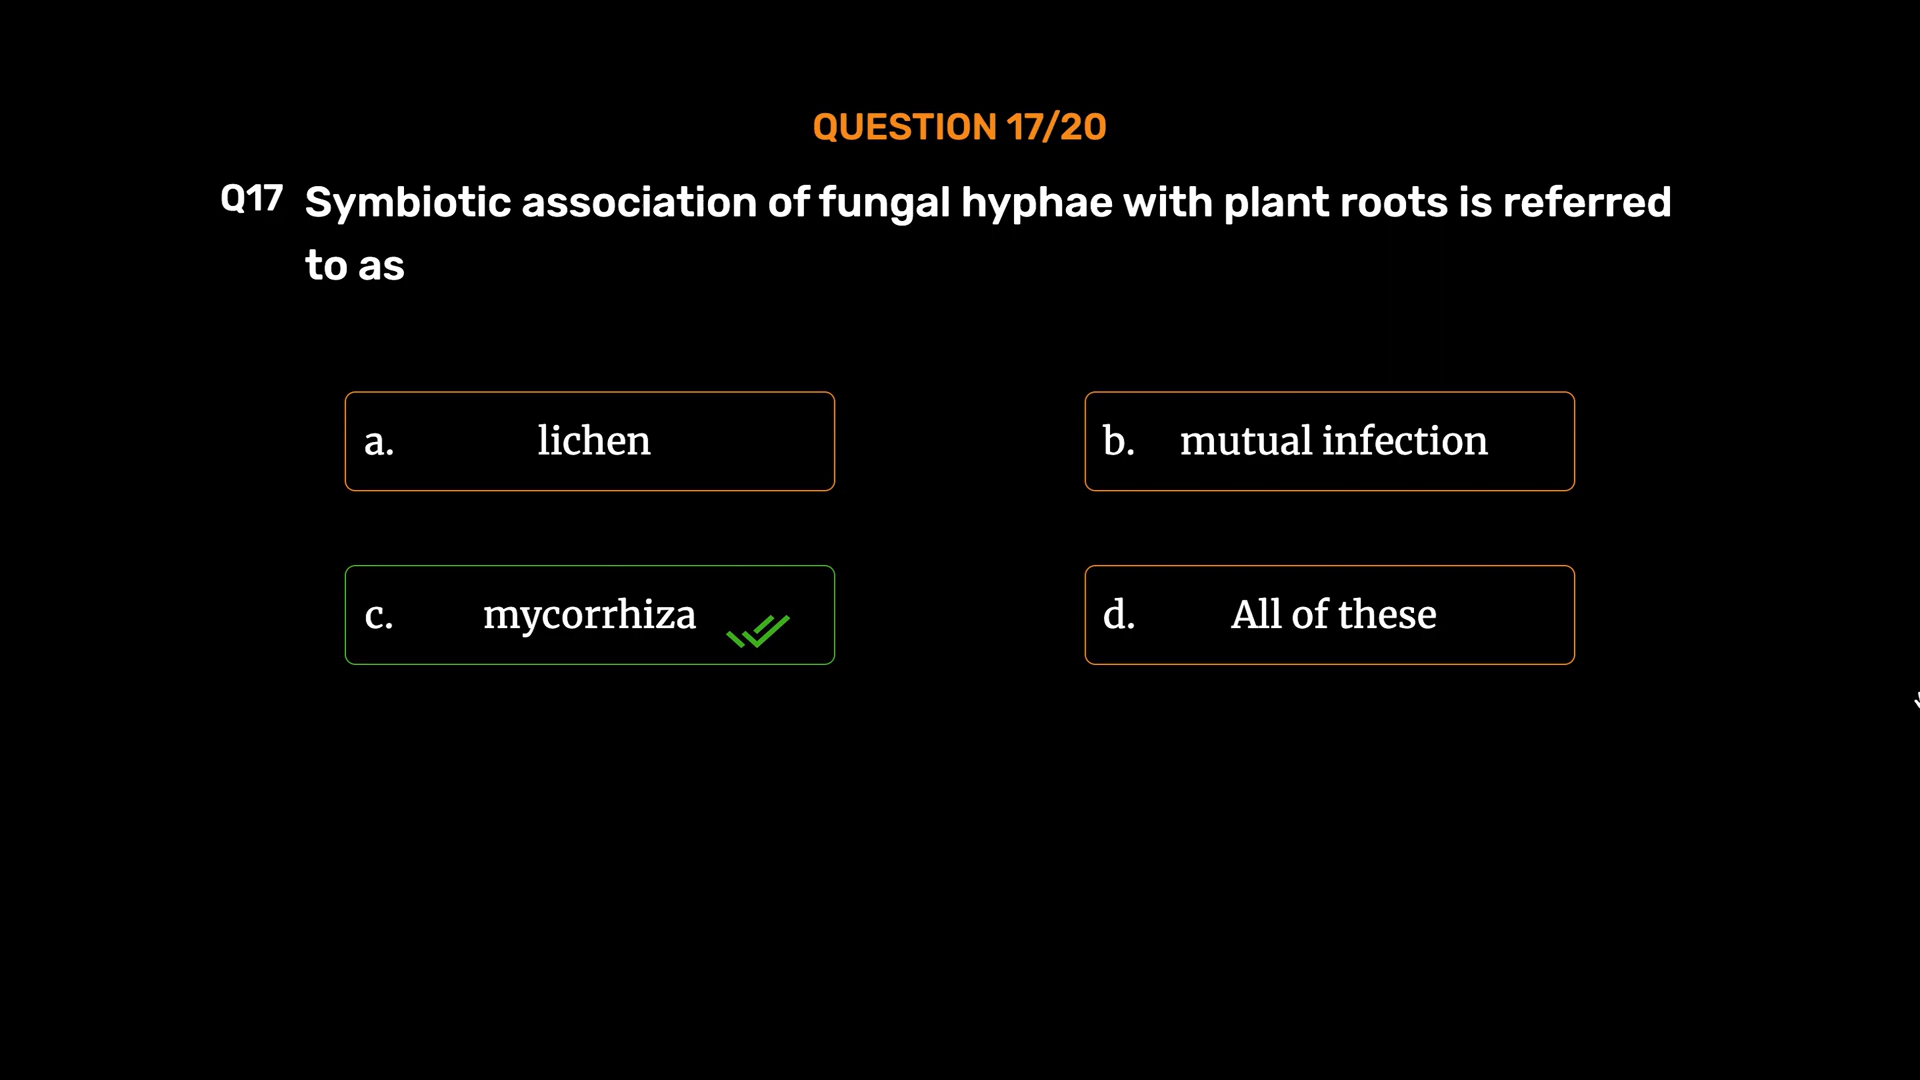 QUESTION 17/20
Q17 Symbiotic association of fungal hyphae with plant roots is referred
to as
a. lichen
b. mutual infection
c. mycorrhiza
d. All of these